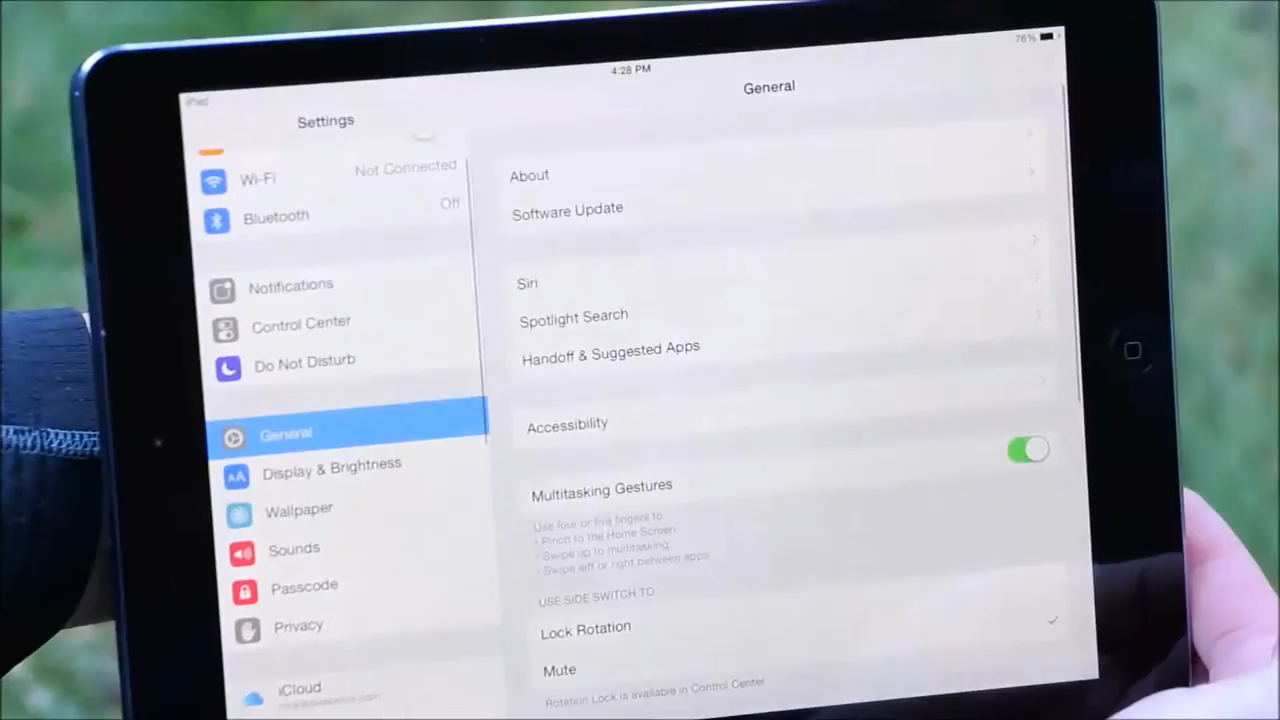 iPad
4:28 PM
76%
Settings
General
Wi-Fi
Not Connected
Bluetooth
Off
Notifications
Control Center
Do Not Disturb
General
Display & Brightness
Wallpaper
Sounds
Passcode
Privacy
iCloud
About
Software Update
Siri
Spotlight Search
Handoff & Suggested Apps
Accessibility
Multitasking Gestures
Use four or five fingers to
• Pinch to the Home Screen
• Swipe up to multitasking
• Swipe left or right between apps
USE SIDE SWITCH TO
Lock Rotation
Mute
Rotation Lock is available in Control Center